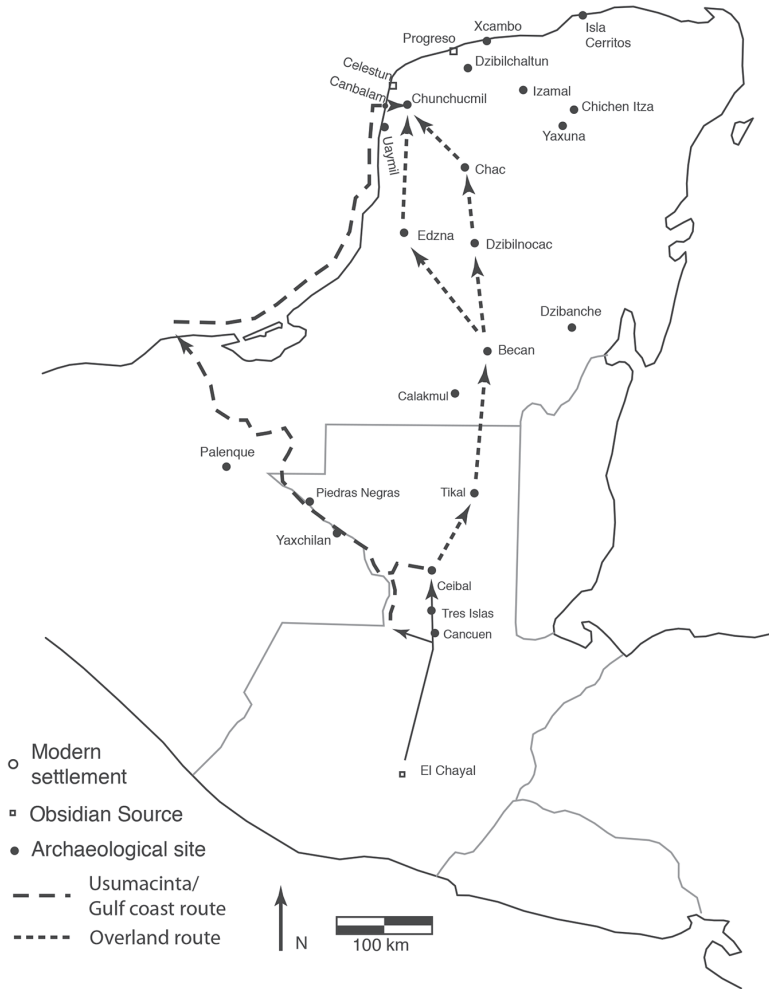 Xcambo
Isla
Cerritos
Progreso
Dzibilchaltun
Celestun
Canbalam
Chunchucmil
Izamal
Chichen Itza
Yaxuna
Uaymil
Chac
Edzna
Dzibilnocac
Dzibanche
Becan
Calakmul
Palenque
Piedras Negras
Tikal
Yaxchilan
Ceibal
Tres Islas
Cancuen
El Chayal
Modern
settlement
Obsidian Source
Archaeological site
Usumacinta/
Gulf coast route
Overland route
N
100 km